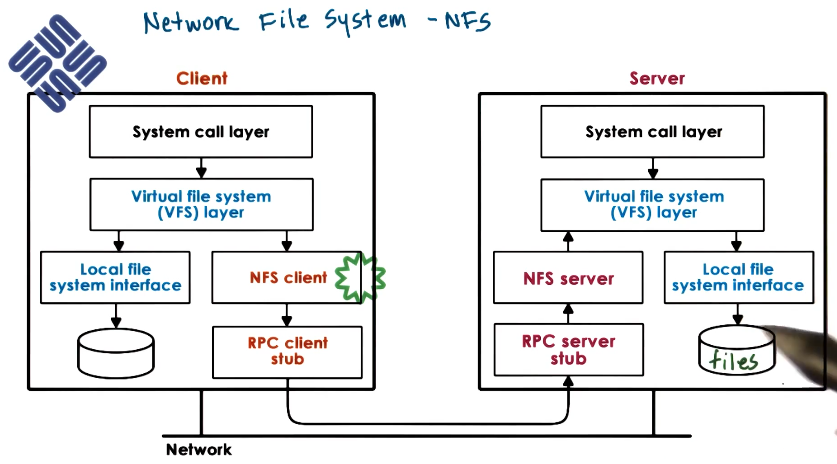 Network File System - NFS
SUN
Client
Server
System call layer
System call layer
Virtual file system
(VFS) layer
Virtual file system
(VFS) layer
Local file
system interface
NFS client
NFS server
Local file
system interface
RPC client
stub
RPC server
stub
files
Network